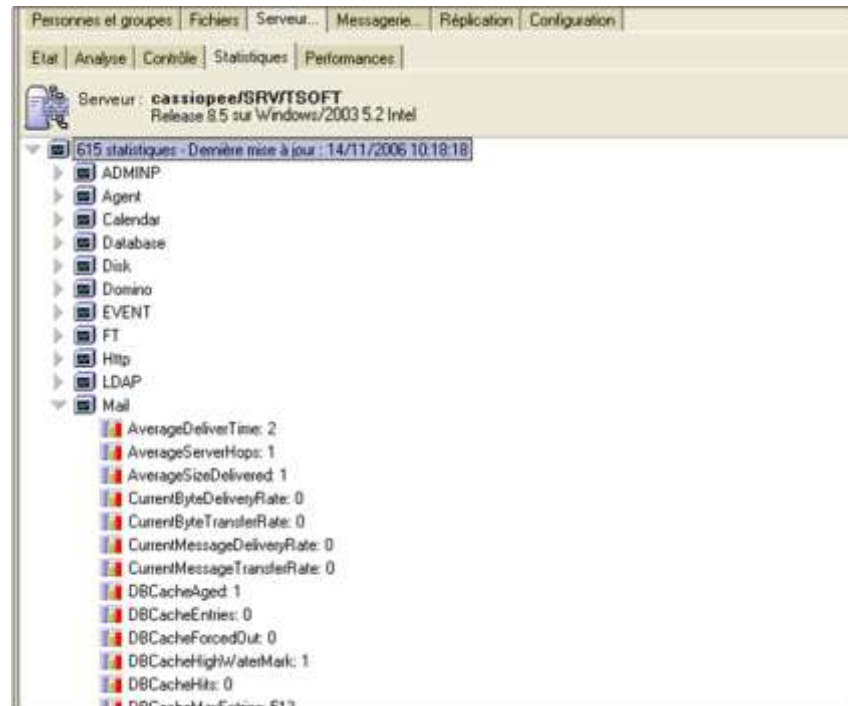 Personnes et groupes Fichiers Serveur... Messagerie... Réplication Configuration
Etat Analyse Contrôle Statistiques Performances
Serveur : cassiopee/SRV/TSOFT
Release 8.5 sur Windows/2003 5.2 Intel
615 statistiques - Dernière mise à jour : 14/11/2006 10:18:18
ADMINP
Agent
Calendar
Database
Disk
Domino
EVENT
FT
Http
LDAP
Mail
AverageDeliverTime: 2
AverageServerHops: 1
AverageSizeDelivered: 1
CurrentByteDeliveryRate: 0
CurrentByteTransferRate: 0
CurrentMessageDeliveryRate: 0
CurrentMessageTransferRate: 0
DBCacheAged: 1
DBCacheEntries: 0
DBCacheForcedOut: 0
DBCacheHighWaterMark: 1
DBCacheHits: 0